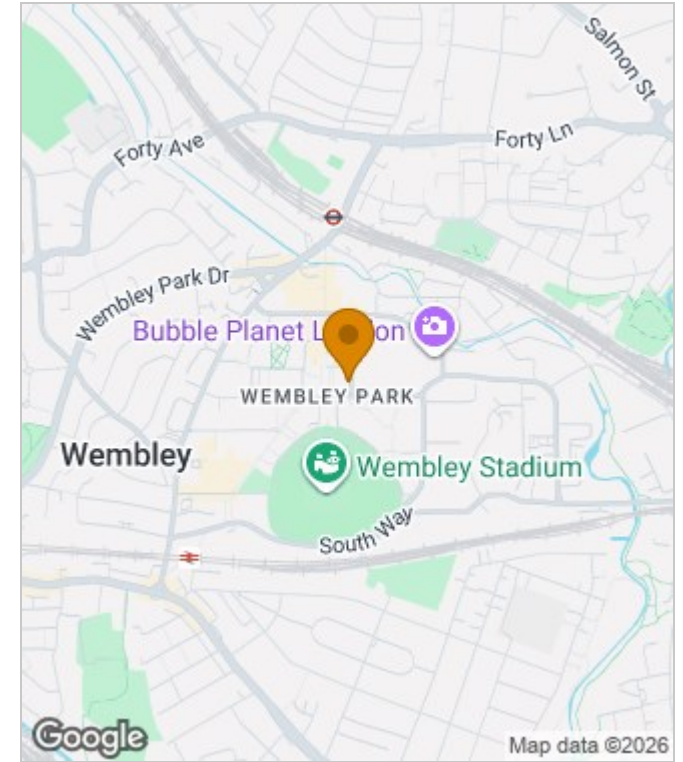 Salmon St
Forty Ln
Forty Ave
Wembley Park Dr
Bubble Planet L on
WEMBLEY PARK
Wembley
Wembley Stadium
South Way
Google
Map data ©2026